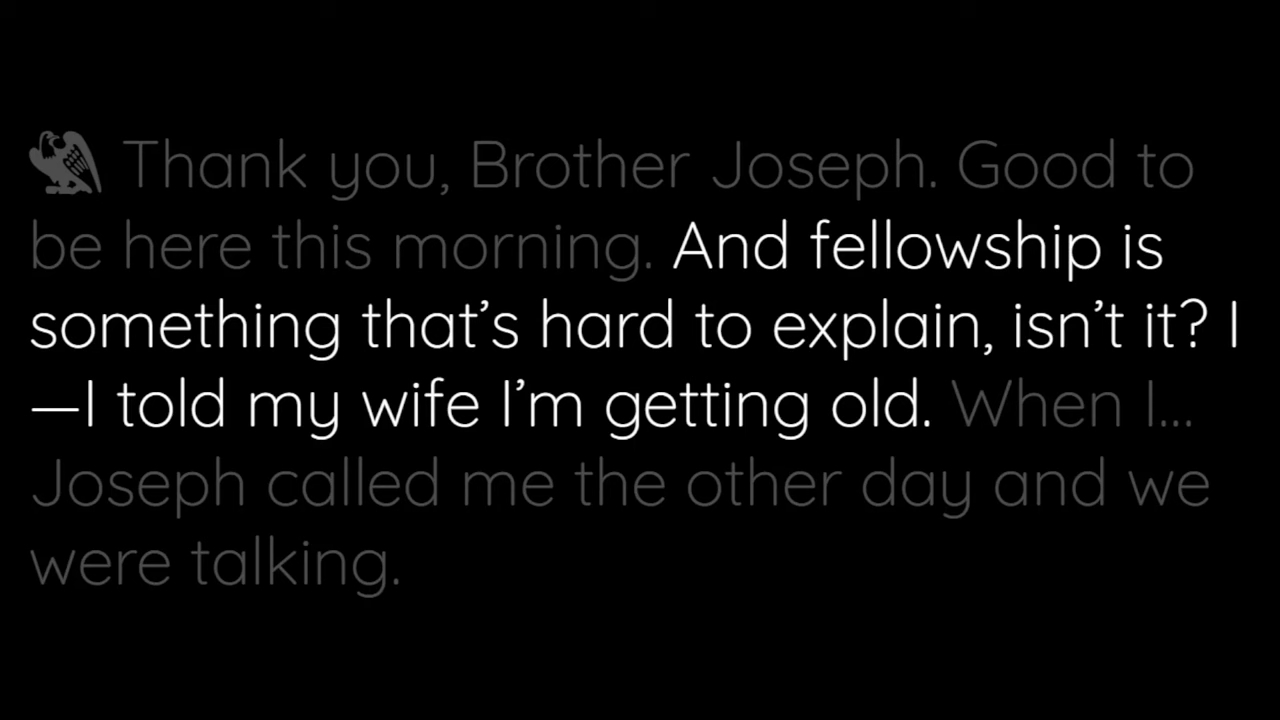 Thank you, Brother Joseph. Good to
be here this morning. And fellowship is
something that’s hard to explain, isn’t it? I
—I told my wife I’m getting old. When I...
Joseph called me the other day and we
were talking.